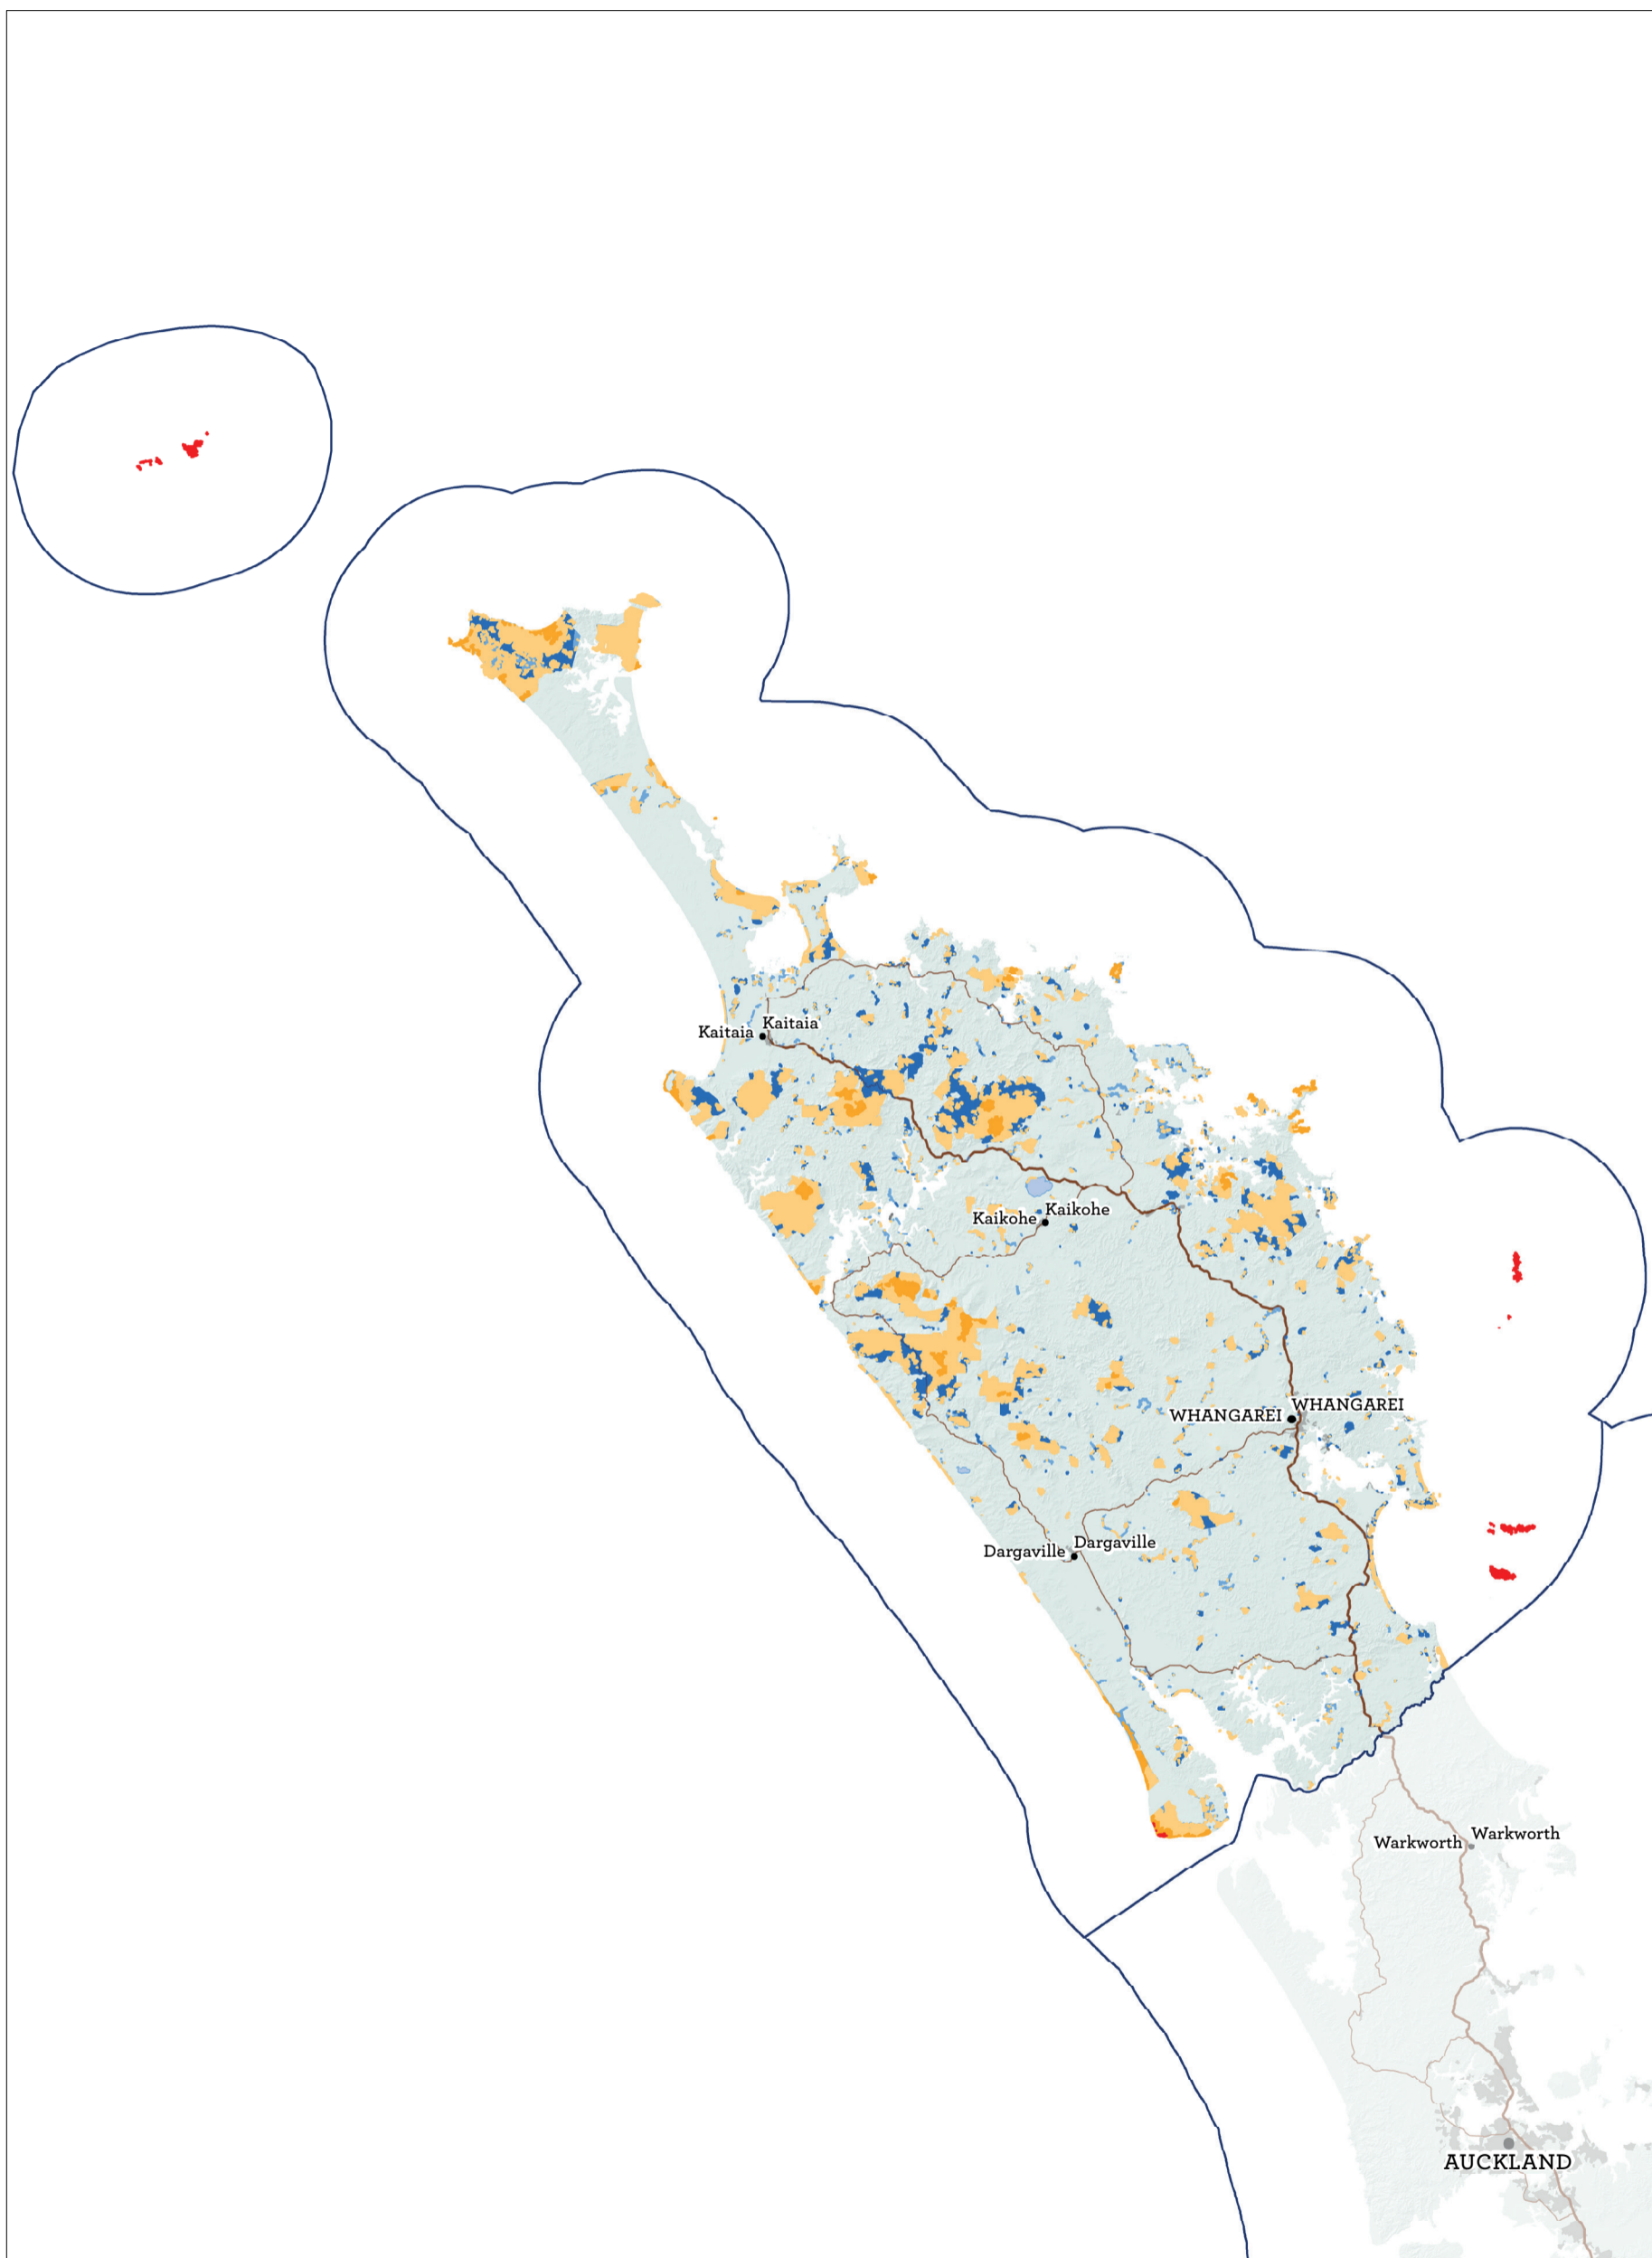 Kaitaia
Kaitaia
Kaikohe
Kaikohe
WHANGAREI
WHANGAREI
Dargaville
Dargaville
Warkworth
Warkworth
AUCKLAND